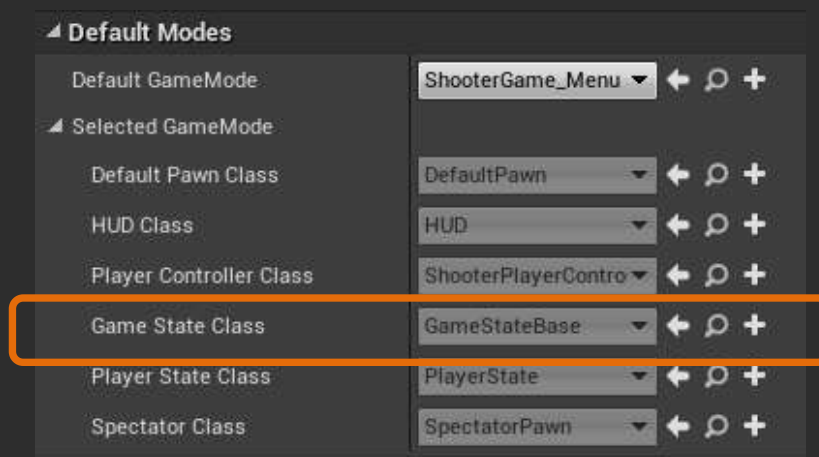 Default Modes
Default GameMode ShooterGame_Menu
Selected GameMode
Default Pawn Class DefaultPawn
HUD Class HUD
Player Controller Class ShooterPlayerContro
Game State Class GameStateBase
Player State Class PlayerState
Spectator Class SpectatorPawn